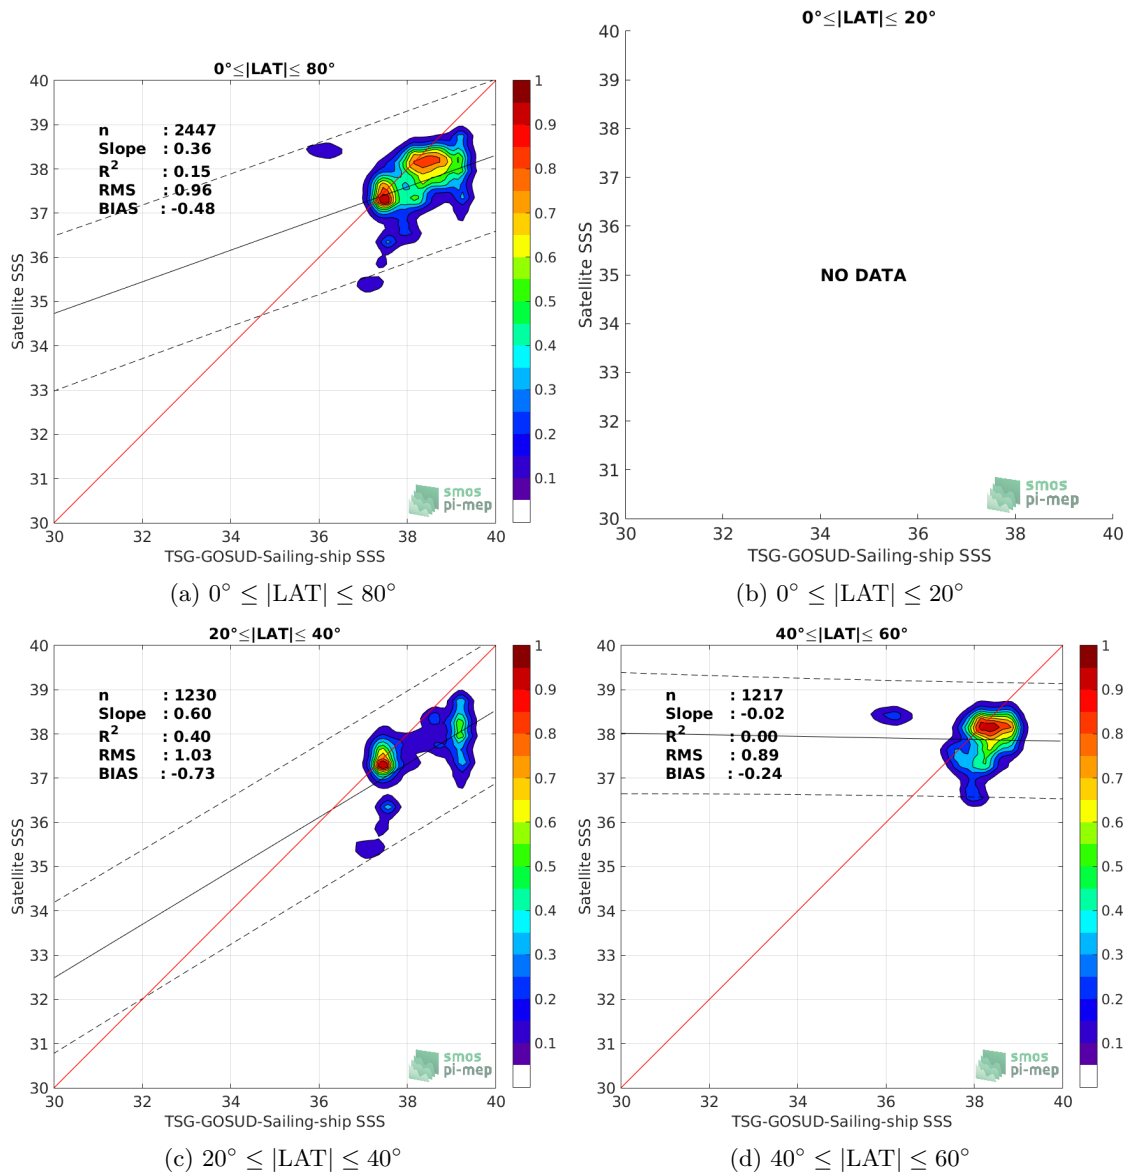 0°≤|LAT|≤ 80°
40
39
38
37
36
35
34
33
32
31
30
n : 2447
Slope : 0.36
R² : 0.15
RMS : 0.96
BIAS : -0.48
Satellite SSS
30 32 34 36 38 40
TSG-GOSUD-Sailing-ship SSS
1
0.9
0.8
0.7
0.6
0.5
0.4
0.3
0.2
0.1
smos
pi-mep
(a) 0° ≤ |LAT| ≤ 80°
0°≤|LAT|≤ 20°
40
39
38
37
36
35
34
33
32
31
30
NO DATA
Satellite SSS
30 32 34 36 38 40
TSG-GOSUD-Sailing-ship SSS
smos
pi-mep
(b) 0° ≤ |LAT| ≤ 20°
20°≤|LAT|≤ 40°
40
39
38
37
36
35
34
33
32
31
30
n : 1230
Slope : 0.60
R² : 0.40
RMS : 1.03
BIAS : -0.73
Satellite SSS
30 32 34 36 38 40
TSG-GOSUD-Sailing-ship SSS
1
0.9
0.8
0.7
0.6
0.5
0.4
0.3
0.2
0.1
smos
pi-mep
(c) 20° ≤ |LAT| ≤ 40°
40°≤|LAT|≤ 60°
40
39
38
37
36
35
34
33
32
31
30
n : 1217
Slope : -0.02
R² : 0.00
RMS : 0.89
BIAS : -0.24
Satellite SSS
30 32 34 36 38 40
TSG-GOSUD-Sailing-ship SSS
1
0.9
0.8
0.7
0.6
0.5
0.4
0.3
0.2
0.1
smos
pi-mep
(d) 40° ≤ |LAT| ≤ 60°